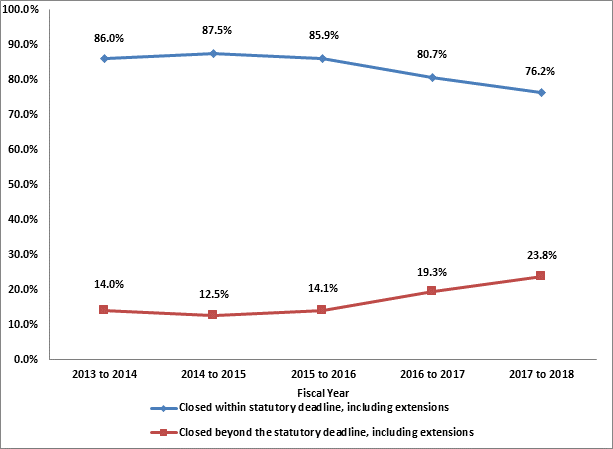 100.0%
90.0%
80.0%
70.0%
60.0%
50.0%
40.0%
30.0%
20.0%
10.0%
0.0%
86.0%
87.5%
85.9%
80.7%
76.2%
14.0%
12.5%
14.1%
19.3%
23.8%
2013 to 2014
2014 to 2015
2015 to 2016
2016 to 2017
2017 to 2018
Fiscal Year
Closed within statutory deadline, including extensions
Closed beyond the statutory deadline, including extensions